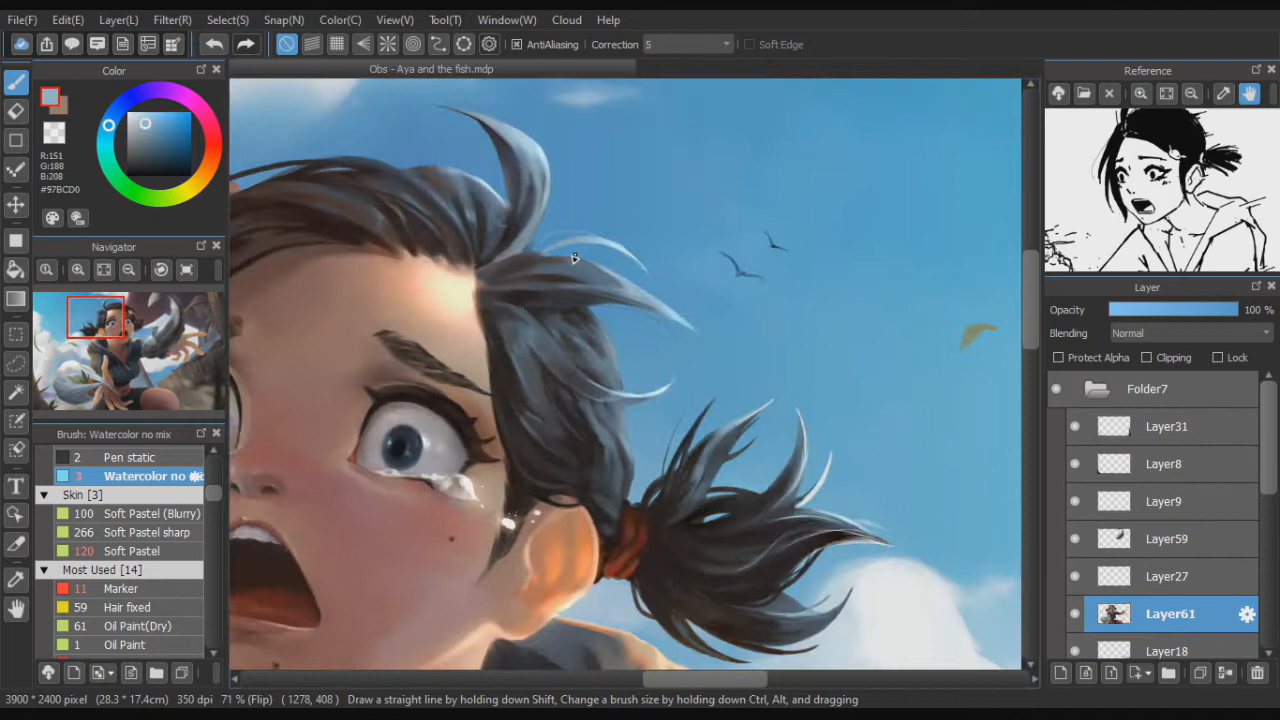 File(F) Edit(E) Layer(L) Filter(R) Select(S) Snap(N) Color(C) View(V) Tool(T) Window(W) Cloud Help
AntiAliasing Correction 5 Soft Edge
Color
R:151
G:188
B:208
#97BCD0
Navigator
Brush: Watercolor no mix
2 Pen static
3 Watercolor no
Skin [3]
100 Soft Pastel (Blurry)
266 Soft Pastel sharp
120 Soft Pastel
Most Used [14]
11 Marker
59 Hair fixed
61 Oil Paint(Dry)
1 Oil Paint
Obs - Aya and the fish.mdp
Reference
Layer
Opacity 100 %
Blending Normal
Protect Alpha Clipping Lock
Folder7
Layer31
Layer8
Layer9
Layer59
Layer27
Layer61
Layer18
3900 * 2400 pixel (28.3 * 17.4cm) 350 dpi 71 % (Flip) ( 1278, 408 ) Draw a straight line by holding down Shift, Change a brush size by holding down Ctrl, Alt, and dragging